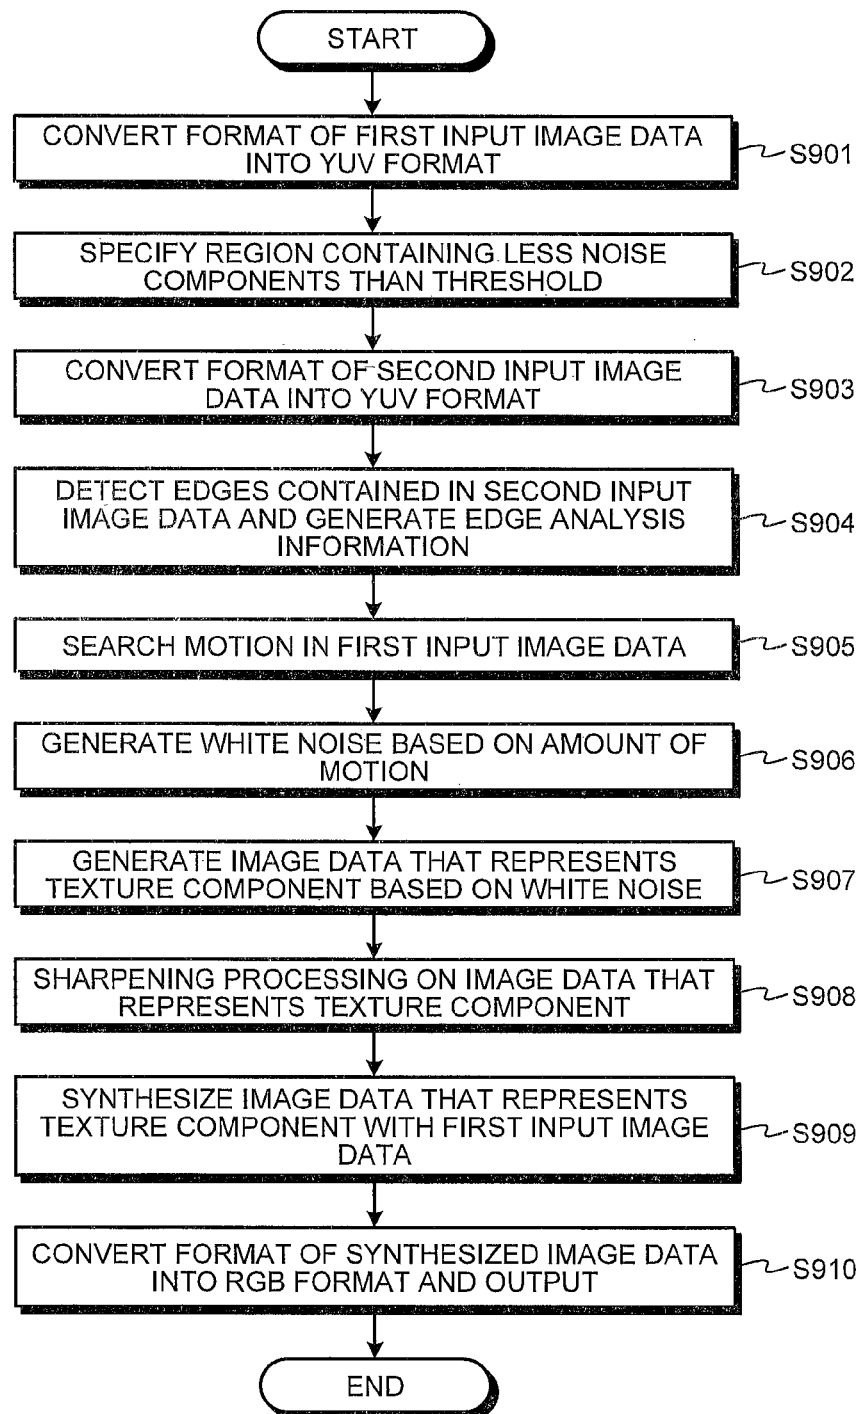 START
CONVERT FORMAT OF FIRST INPUT IMAGE DATA
INTO YUV FORMAT
S901
SPECIFY REGION CONTAINING LESS NOISE
COMPONENTS THAN THRESHOLD
S902
CONVERT FORMAT OF SECOND INPUT IMAGE
DATA INTO YUV FORMAT
S903
DETECT EDGES CONTAINED IN SECOND INPUT
IMAGE DATA AND GENERATE EDGE ANALYSIS
INFORMATION
S904
SEARCH MOTION IN FIRST INPUT IMAGE DATA
S905
GENERATE WHITE NOISE BASED ON AMOUNT OF
MOTION
S906
GENERATE IMAGE DATA THAT REPRESENTS
TEXTURE COMPONENT BASED ON WHITE NOISE
S907
SHARPENING PROCESSING ON IMAGE DATA THAT
REPRESENTS TEXTURE COMPONENT
S908
SYNTHESIZE IMAGE DATA THAT REPRESENTS
TEXTURE COMPONENT WITH FIRST INPUT IMAGE
DATA
S909
CONVERT FORMAT OF SYNTHESIZED IMAGE DATA
INTO RGB FORMAT AND OUTPUT
S910
END